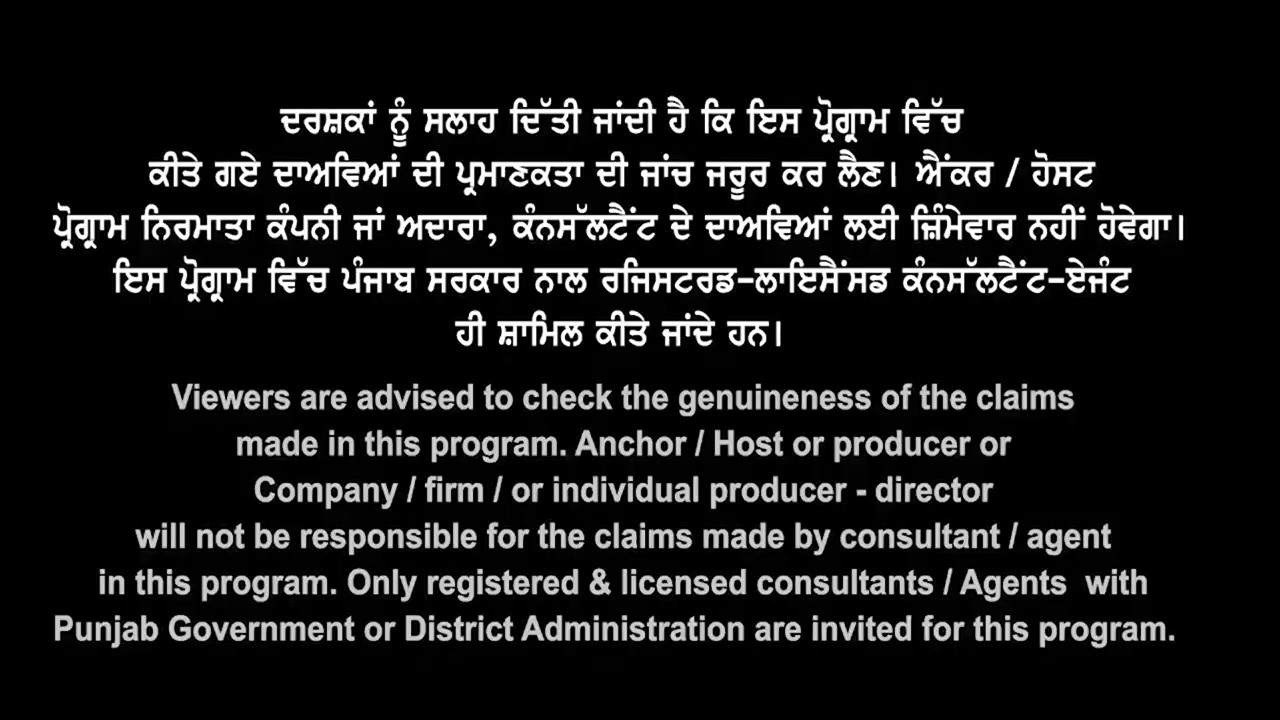 ਦਰਸ਼ਕਾਂ ਨੂੰ ਸਲਾਹ ਦਿੱਤੀ ਜਾਂਦੀ ਹੈ ਕਿ ਇਸ ਪ੍ਰੋਗ੍ਰਾਮ ਵਿੱਚ
ਕੀਤੇ ਗਏ ਦਾਅਵਿਆਂ ਦੀ ਪ੍ਰਮਾਣਕਤਾ ਦੀ ਜਾਂਚ ਜਰੂਰ ਕਰ ਲੈਣ। ਐਂਕਰ / ਹੋਸਟ
ਪ੍ਰੋਗ੍ਰਾਮ ਨਿਰਮਾਤਾ ਕੰਪਨੀ ਜਾਂ ਅਦਾਰਾ, ਕੰਨਸੱਲਟੈਂਟ ਦੇ ਦਾਅਵਿਆਂ ਲਈ ਜ਼ਿੰਮੇਵਾਰ ਨਹੀਂ ਹੋਵੇਗਾ।
ਇਸ ਪ੍ਰੋਗ੍ਰਾਮ ਵਿੱਚ ਪੰਜਾਬ ਸਰਕਾਰ ਨਾਲ ਰਜਿਸਟਰਡ-ਲਾਇਸੈਂਸਡ ਕੰਨਸੱਲਟੈਂਟ-ਏਜੰਟ
ਹੀ ਸ਼ਾਮਿਲ ਕੀਤੇ ਜਾਂਦੇ ਹਨ।
Viewers are advised to check the genuineness of the claims
made in this program. Anchor / Host or producer or
Company / firm / or individual producer - director
will not be responsible for the claims made by consultant / agent
in this program. Only registered & licensed consultants / Agents with
Punjab Government or District Administration are invited for this program.